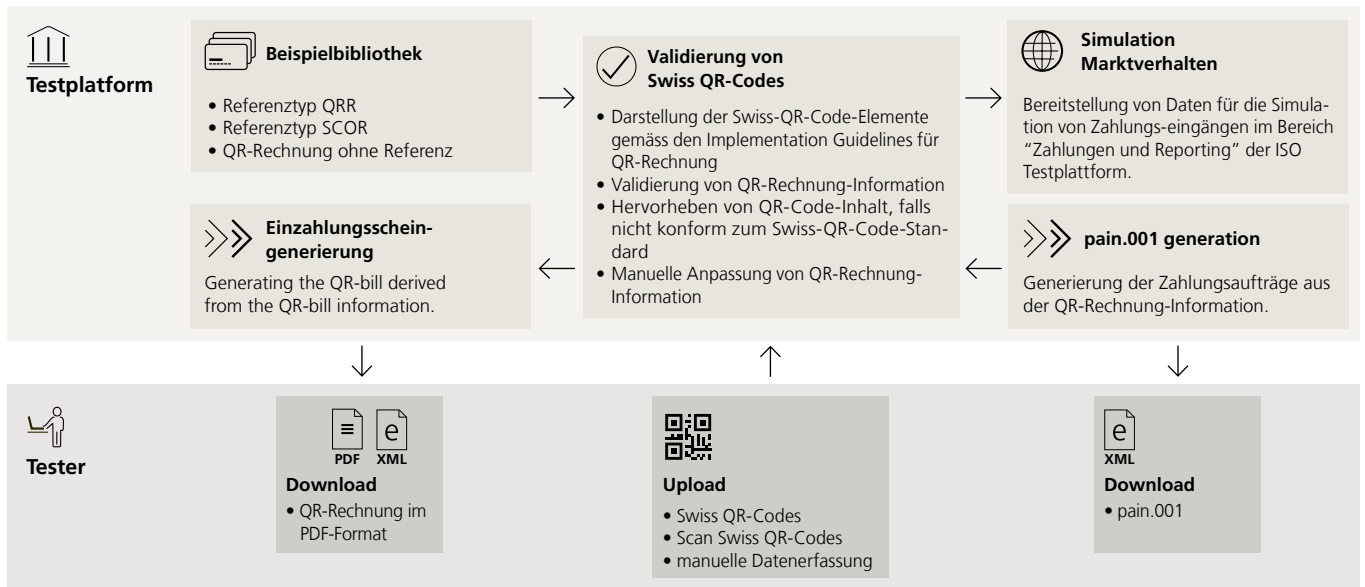 Testplatform
Beispielbibliothek
• Referenztyp QRR
• Referenztyp SCOR
• QR-Rechnung ohne Referenz
Validierung von
Swiss QR-Codes
• Darstellung der Swiss-QR-Code-Elemente
gemäss den Implementation Guidelines für
QR-Rechnung
• Validierung von QR-Rechnung-Information
• Hervorheben von QR-Code-Inhalt, falls
nicht konform zum Swiss-QR-Code-Stan-
dard
• Manuelle Anpassung von QR-Rechnung-
Information
Simulation
Marktverhalten
Bereitstellung von Daten für die Simula-
tion von Zahlungs-eingängen im Bereich
“Zahlungen und Reporting” der ISO
Testplattform.
Einzahlungsschein-
generierung
Generating the QR-bill derived
from the QR-bill information.
pain.001 generation
Generierung der Zahlungsaufträge aus
der QR-Rechnung-Information.
Tester
PDF
e
XML
Download
• QR-Rechnung im
PDF-Format
Upload
• Swiss QR-Codes
• Scan Swiss QR-Codes
• manuelle Datenerfassung
e
XML
Download
• pain.001